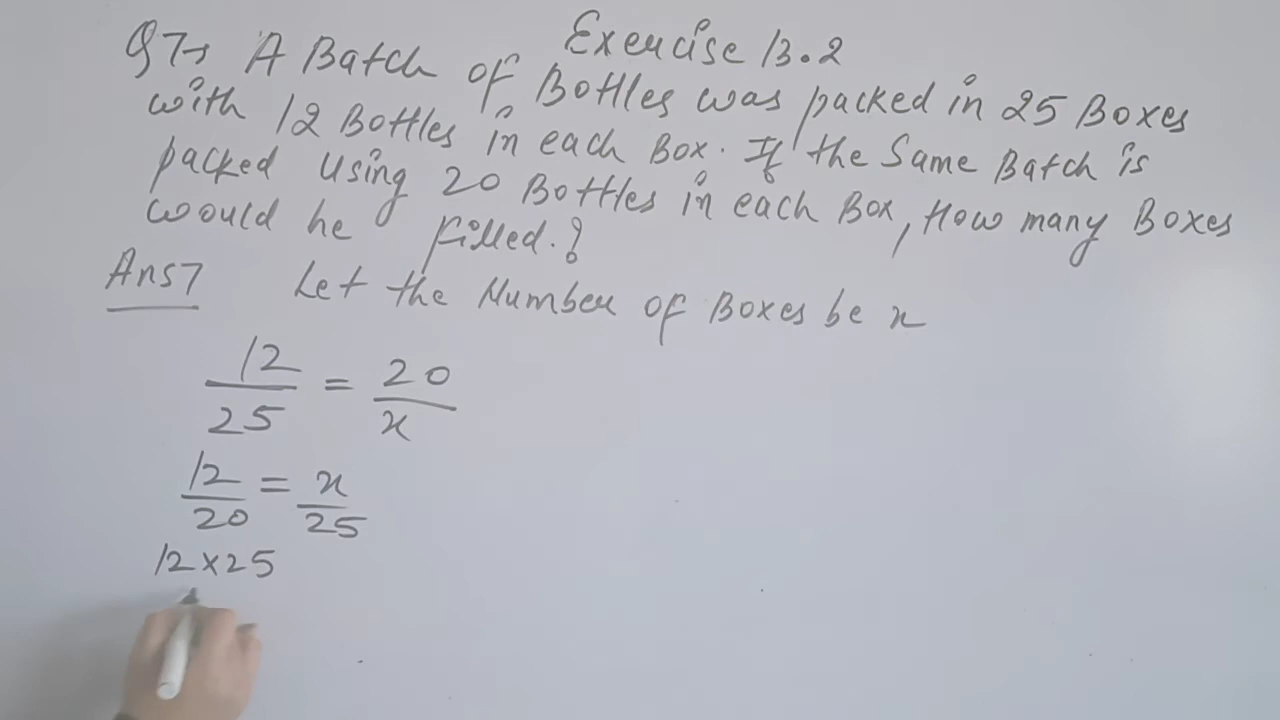 Exercise 13.2
Q7→ A Batch of Bottles was packed in 25 Boxes
with 12 Bottles in each Box. If the Same Batch is
packed Using 20 Bottles in each Box, How many Boxes
would he filled.?
Ans7 Let the Number of Boxes be x
12/25 = 20/x
12/20 = x/25
12×25